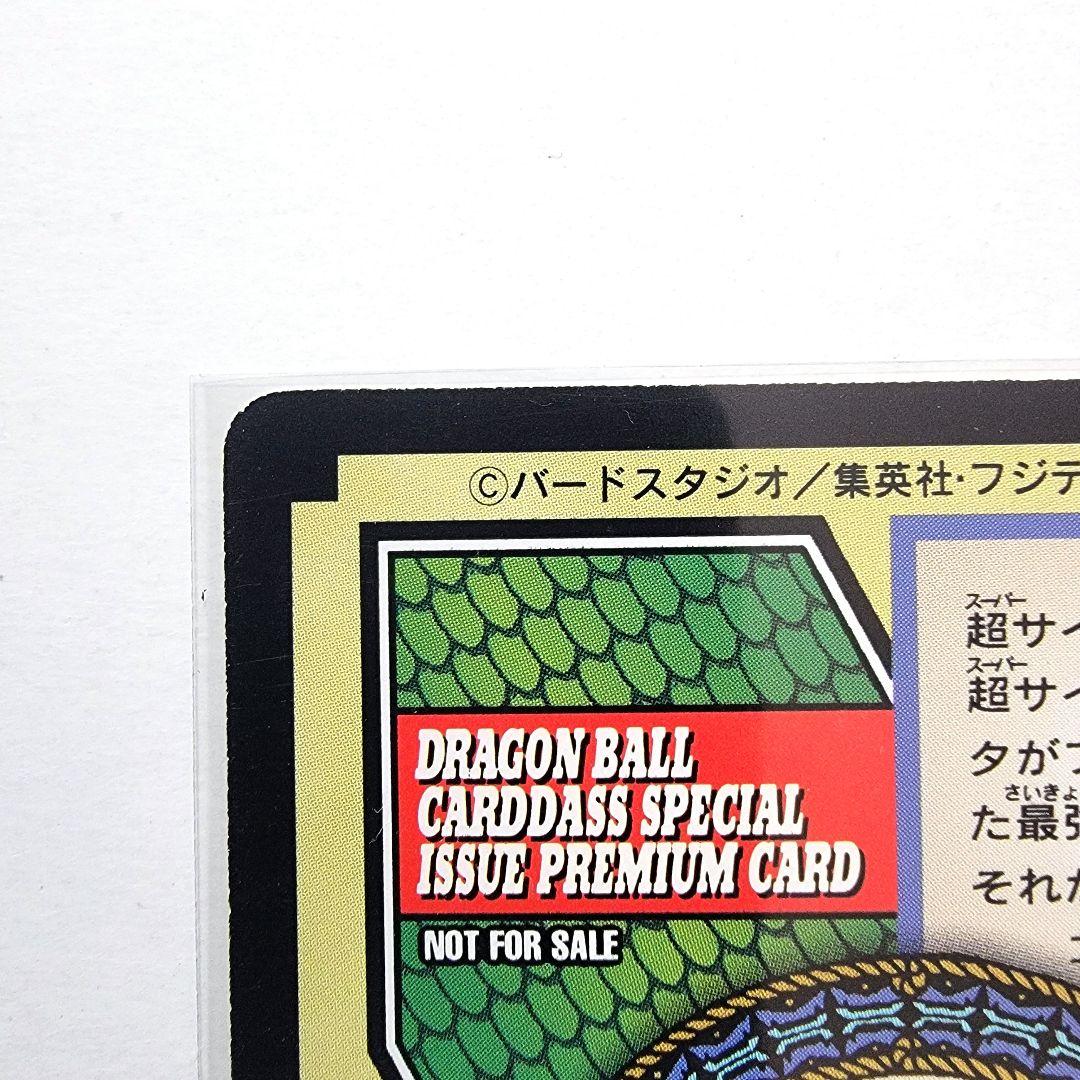 ©バードスタジオ／集英社・フジテ
DRAGON BALL
CARDDASS SPECIAL
ISSUE PREMIUM CARD
NOT FOR SALE
スーパー
超サイ
スーパー
超サイ
タがフ
さいきょ
た最強
それた